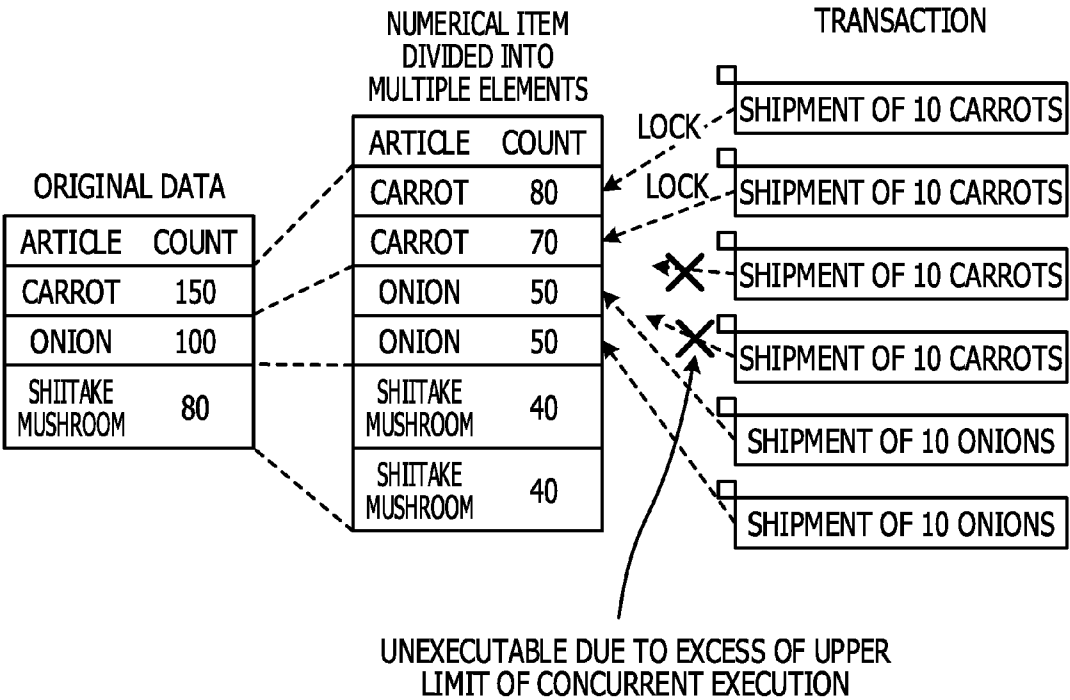 NUMERICAL ITEM
DIVIDED INTO
MULTIPLE ELEMENTS
TRANSACTION
ORIGINAL DATA
ARTICLE COUNT
CARROT 150
ONION 100
SHIITAKE
MUSHROOM 80
ARTICLE COUNT
CARROT 80
CARROT 70
ONION 50
ONION 50
SHIITAKE
MUSHROOM 40
SHIITAKE
MUSHROOM 40
LOCK
LOCK
SHIPMENT OF 10 CARROTS
SHIPMENT OF 10 CARROTS
SHIPMENT OF 10 CARROTS
SHIPMENT OF 10 CARROTS
SHIPMENT OF 10 ONIONS
SHIPMENT OF 10 ONIONS
UNEXECUTABLE DUE TO EXCESS OF UPPER
LIMIT OF CONCURRENT EXECUTION